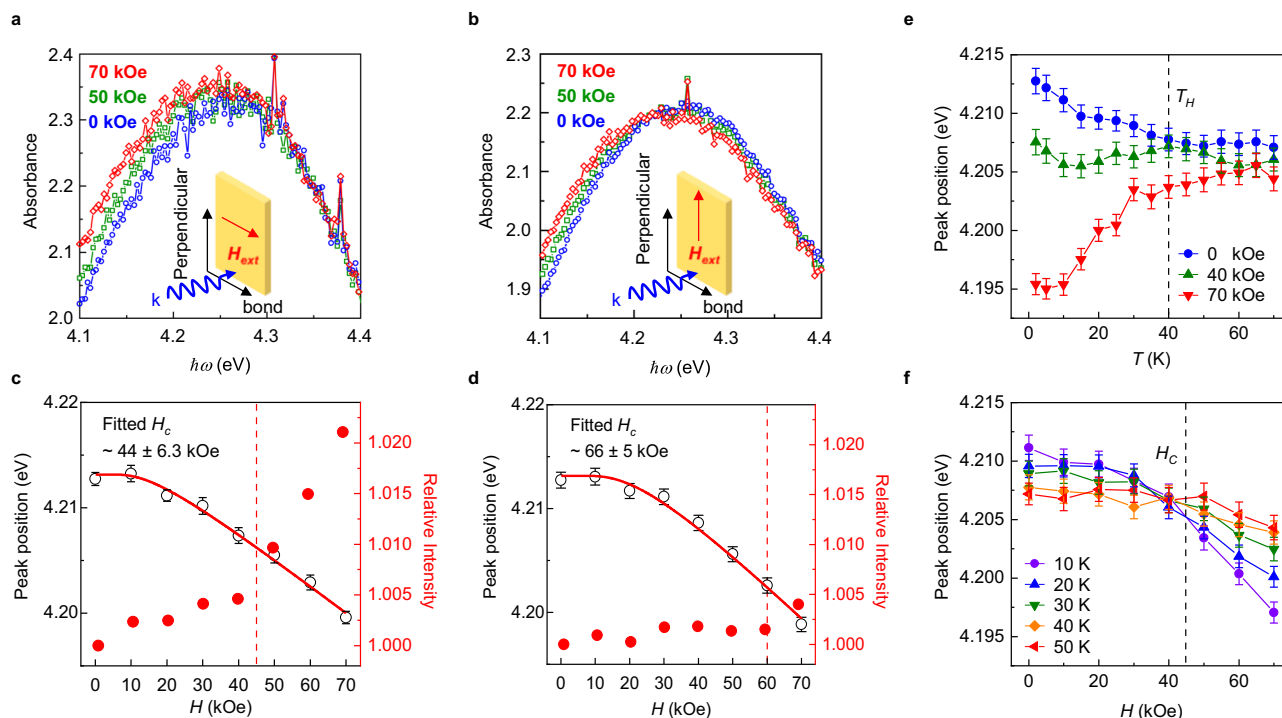 a
2.4
2.3
2.2
2.1
2.0
Absorbance
70 kOe
50 kOe
0 kOe
Perpendicular
H_ext
k
bond
4.1
4.2
4.3
4.4
ħω (eV)
b
2.3
2.2
2.1
2.0
1.9
Absorbance
70 kOe
50 kOe
0 kOe
Perpendicular
H_ext
k
bond
4.1
4.2
4.3
4.4
ħω (eV)
e
4.215
4.210
4.205
4.200
4.195
Peak position (eV)
T_H
0 kOe
40 kOe
70 kOe
0
20
40
60
T (K)
c
4.22
4.21
4.20
Peak position (eV)
Fitted H_c
~ 44 ± 6.3 kOe
1.020
1.015
1.010
1.005
1.000
Relative Intensity
0
10
20
30
40
50
60
70
H (kOe)
d
4.22
4.21
4.20
Peak position (eV)
Fitted H_c
~ 66 ± 5 kOe
1.020
1.015
1.010
1.005
1.000
Relative Intensity
0
10
20
30
40
50
60
70
H (kOe)
f
4.215
4.210
4.205
4.200
4.195
Peak position (eV)
H_C
10 K
20 K
30 K
40 K
50 K
0
20
40
60
H (kOe)